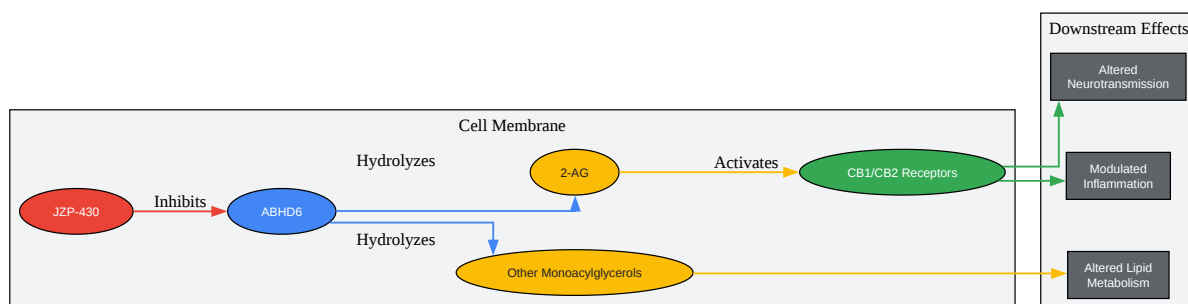 Downstream Effects
Altered
Neurotransmission
Cell Membrane
Hydrolyzes
2-AG
Activates
CB1/CB2 Receptors
Modulated
Inflammation
JZP-430
Inhibits
ABHD6
Hydrolyzes
Other Monoacylglycerols
Altered Lipid
Metabolism